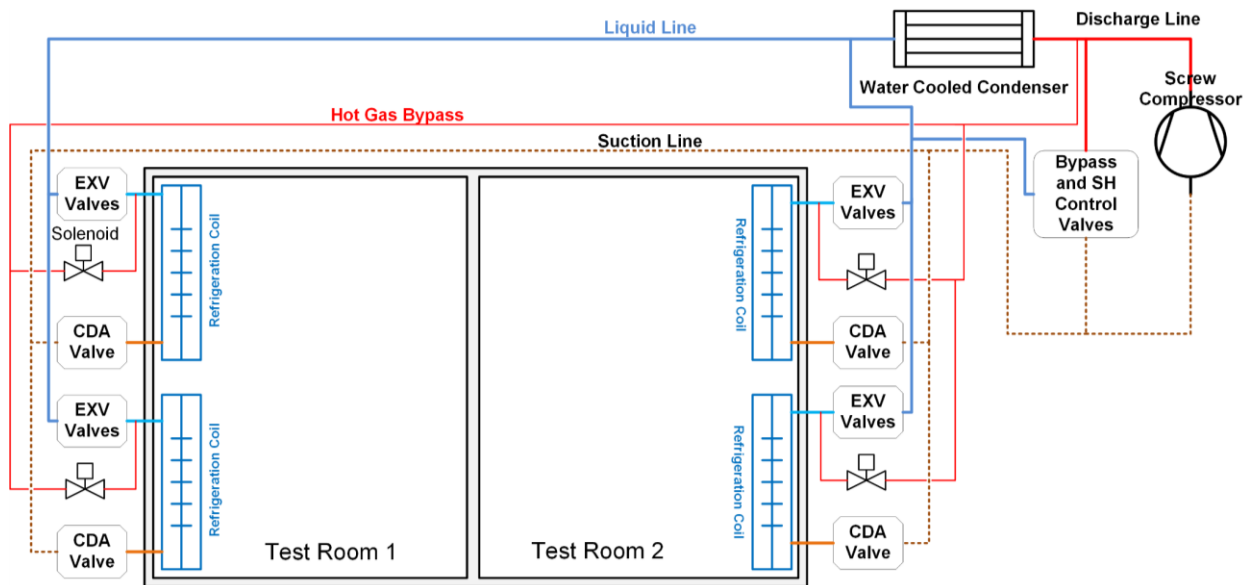 Discharge Line
Liquid Line
Water Cooled Condenser
Screw
Compressor
Hot Gas Bypass
Suction Line
Bypass
and SH
Control
Valves
EXV
Valves
Solenoid
CDA
Valve
EXV
Valves
CDA
Valve
Refrigeration Coil
Refrigeration Coil
Test Room 1
Test Room 2
Refrigeration Coil
Refrigeration Coil
EXV
Valves
CDA
Valve
EXV
Valves
CDA
Valve